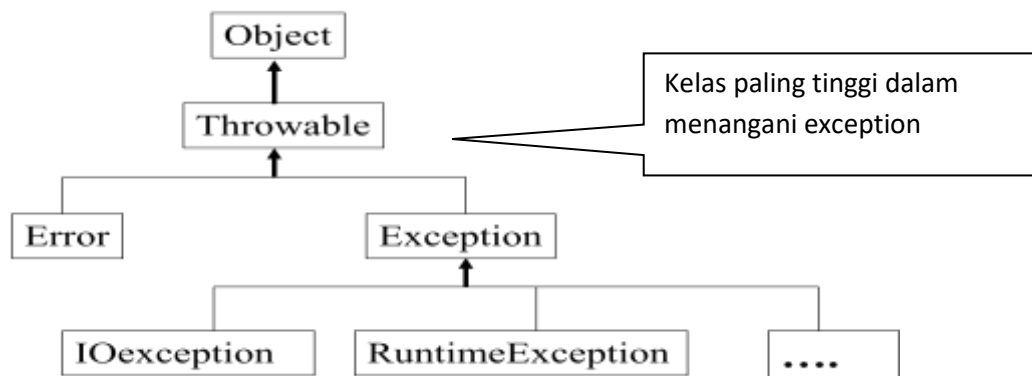 Object
Kelas paling tinggi dalam
menangani exception
Throwable
Error
Exception
IOexception
RuntimeException
....